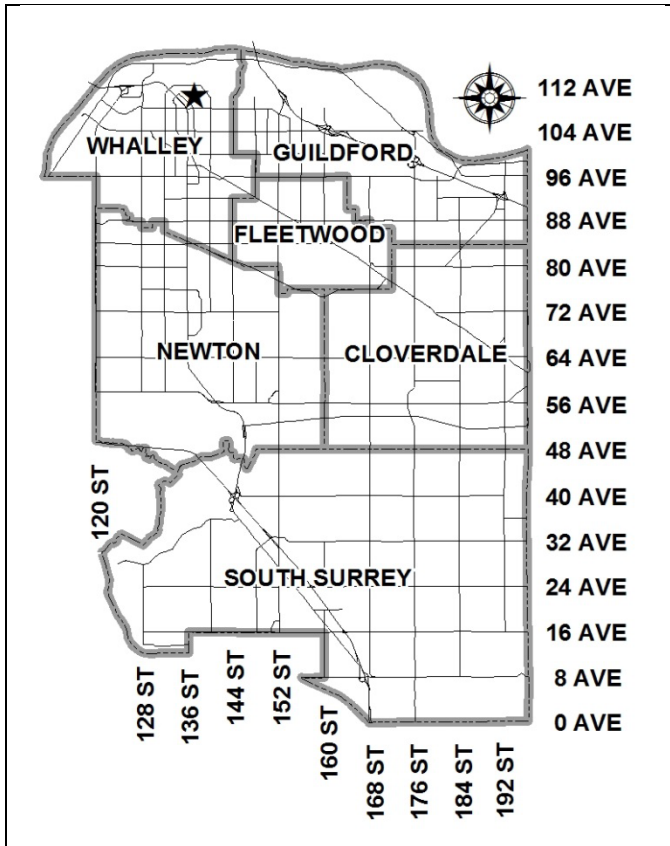 112 AVE
104 AVE
WHALLEY
GUILDFORD
96 AVE
88 AVE
FLEETWOOD
80 AVE
72 AVE
NEWTON
CLOVERDALE
64 AVE
56 AVE
48 AVE
120 ST
40 AVE
32 AVE
SOUTH SURREY
24 AVE
16 AVE
8 AVE
0 AVE
128 ST
136 ST
144 ST
152 ST
160 ST
168 ST
176 ST
184 ST
192 ST